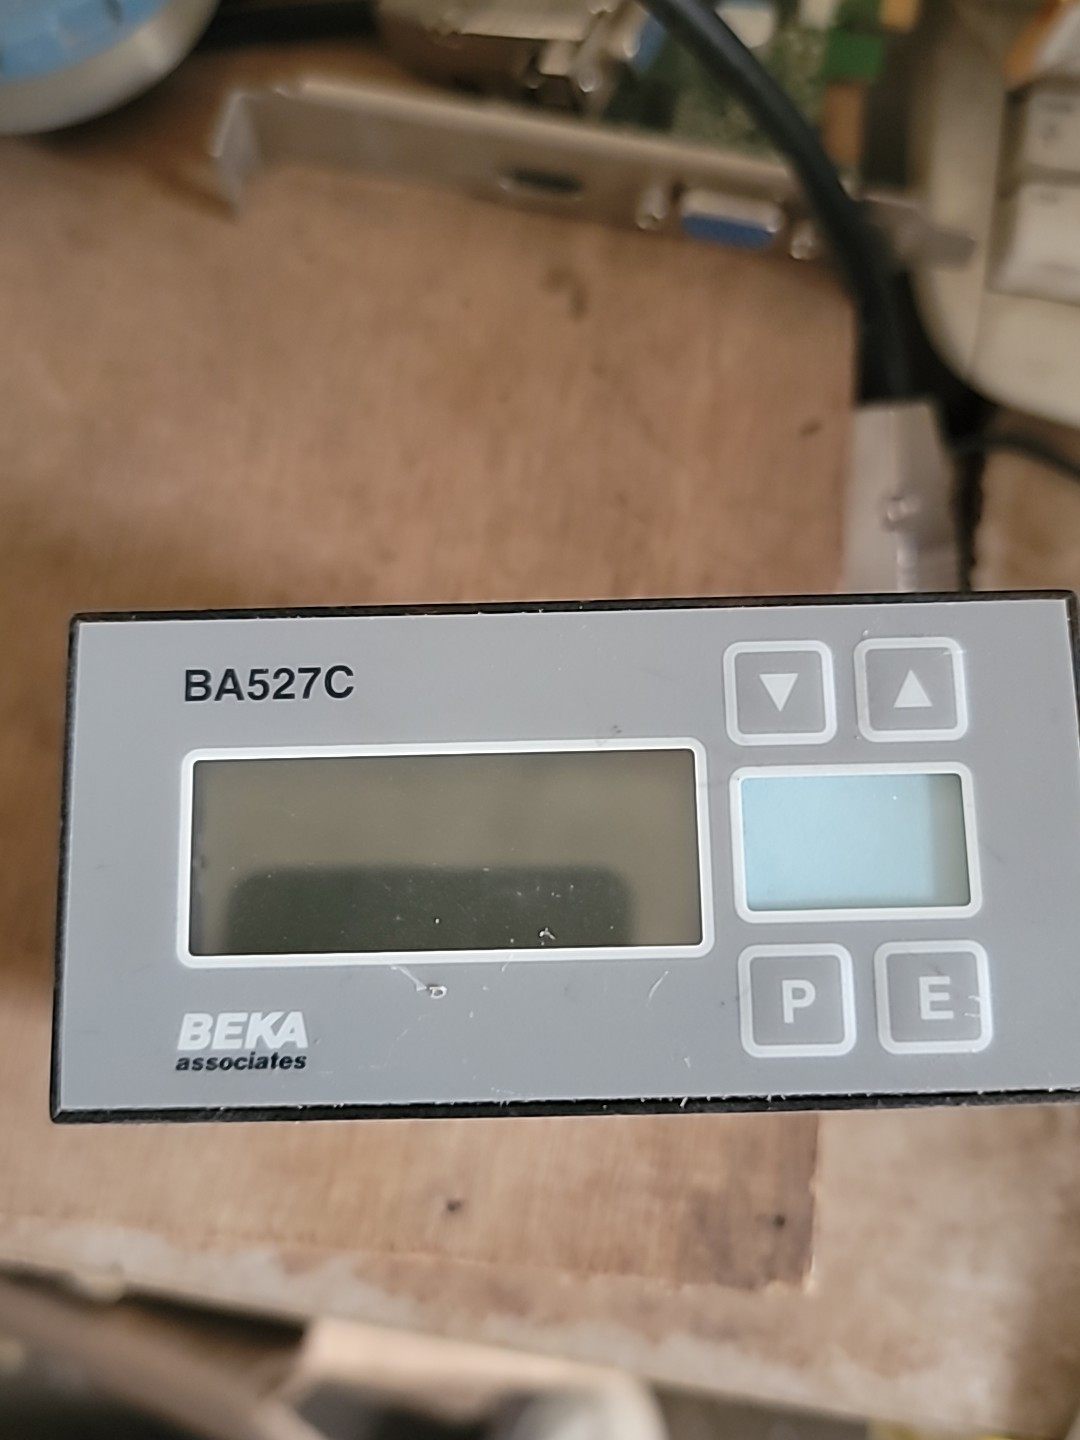 BA527C
BEKA
associates
P
E